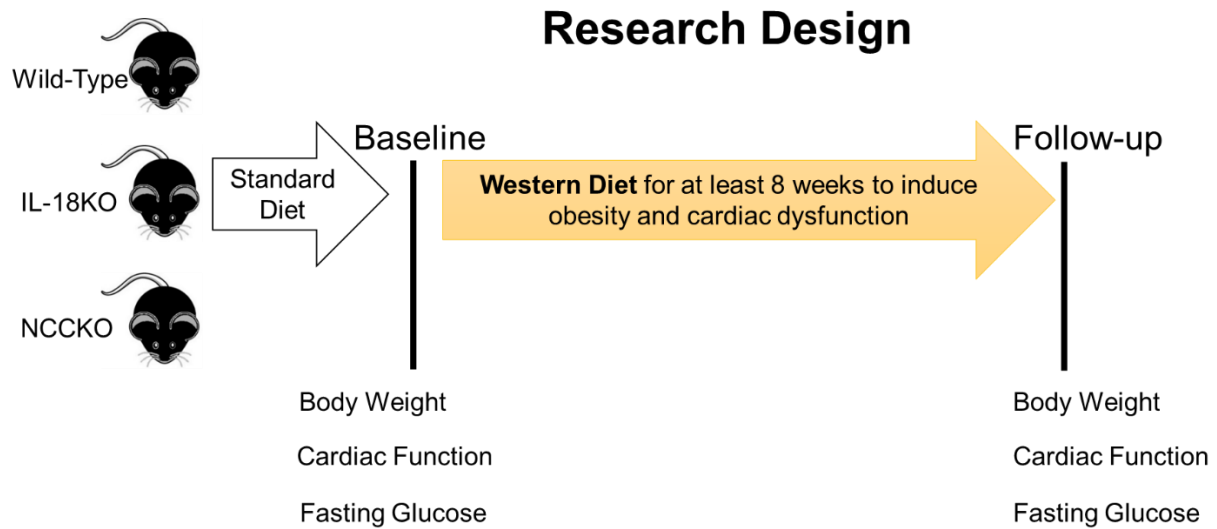 Research Design
Wild-Type
IL-18KO
NCCKO
Standard
Diet
Baseline
Western Diet for at least 8 weeks to induce
obesity and cardiac dysfunction
Follow-up
Body Weight
Cardiac Function
Fasting Glucose
Body Weight
Cardiac Function
Fasting Glucose